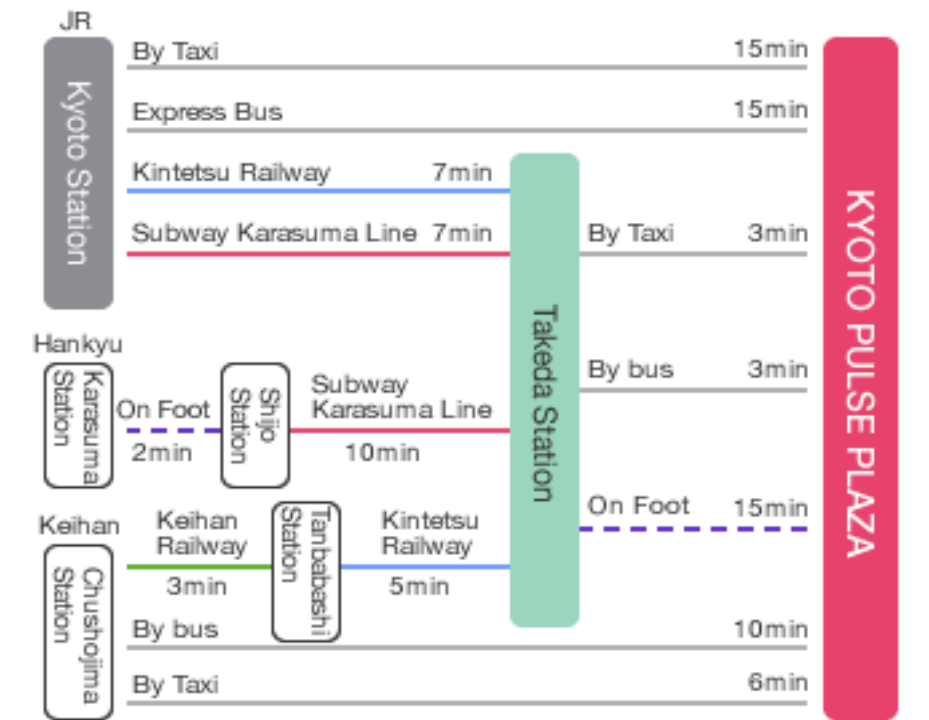 JR
Kyoto Station
By Taxi 15min
Express Bus 15min
Kintetsu Railway 7min
Subway Karasuma Line 7min
By Taxi 3min
Takeda Station
KYOTO PULSE PLAZA
Hankyu
Karasuma
Station
On Foot
2min
Shijo
Station
Subway
Karasuma Line
10min
By bus 3min
On Foot 15min
Keihan
Chushojima
Station
Keihan
Railway
3min
Tanbabashi
Station
Kintetsu
Railway
5min
By bus 10min
By Taxi 6min